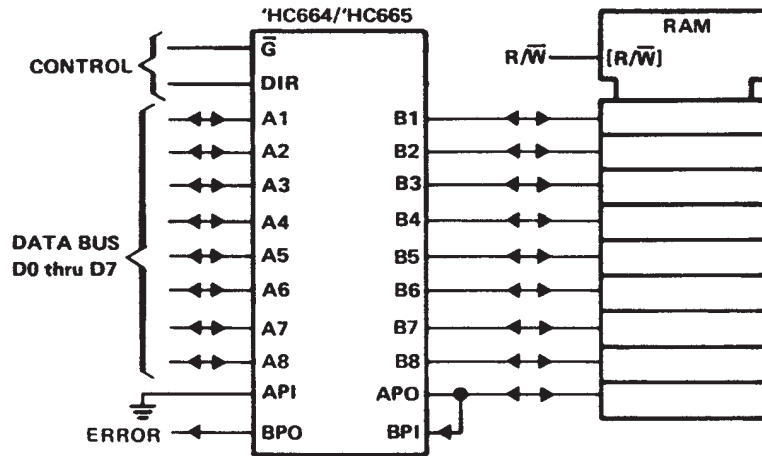 'HC664/'HC665
RAM
CONTROL
G̅
R/W̅
[R/W̅]
DIR
DATA BUS
D0 thru D7
A1
B1
A2
B2
A3
B3
A4
B4
A5
B5
A6
B6
A7
B7
A8
B8
API
APO
ERROR
BPO
BPI